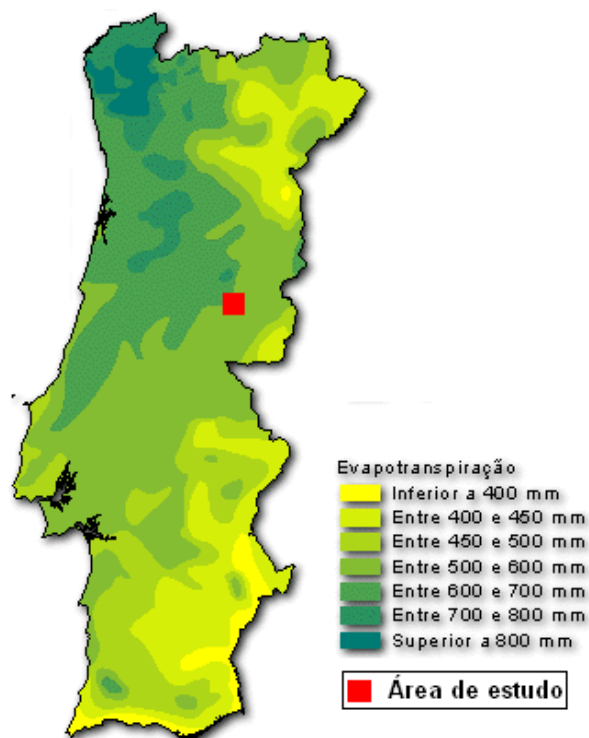 Evapotranspiração
Inferior a 400 mm
Entre 400 e 450 mm
Entre 450 e 500 mm
Entre 500 e 600 mm
Entre 600 e 700 mm
Entre 700 e 800 mm
Superior a 800 mm
Área de estudo